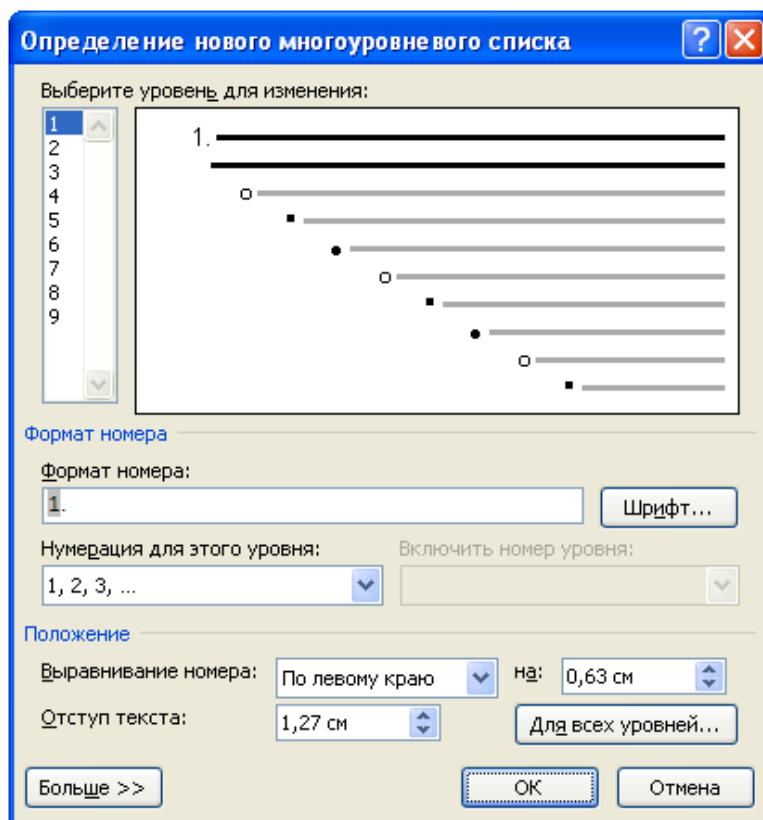 Определение нового многоуровневого списка
Выберите уровень для изменения:
1
2
3
4
5
6
7
8
9
1.
Формат номера
Формат номера:
1.
Шрифт...
Нумерация для этого уровня:
Включить номер уровня:
1, 2, 3, ...
Положение
Выравнивание номера:
По левому краю
на:
0,63 см
Отступ текста:
1,27 см
Для всех уровней...
Больше >>
ОК
Отмена